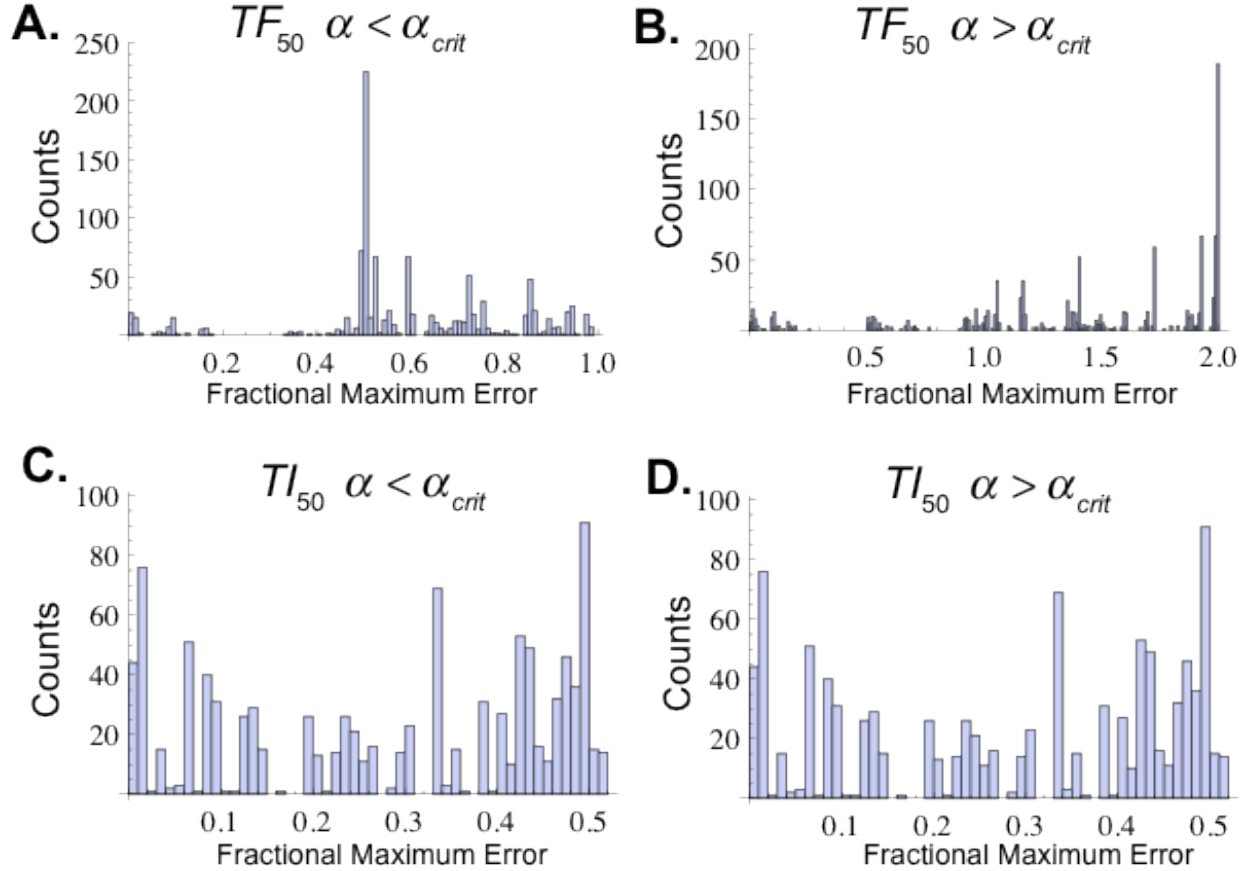 A. TF50 α < αcrit
250
200
150
100
50
Counts
0.2 0.4 0.6 0.8 1.0
Fractional Maximum Error
B. TF50 α > αcrit
200
150
100
50
Counts
0.5 1.0 1.5 2.0
Fractional Maximum Error
C. TI50 α < αcrit
100
80
60
40
20
Counts
0.1 0.2 0.3 0.4 0.5
Fractional Maximum Error
D. TI50 α > αcrit
100
80
60
40
20
Counts
0.1 0.2 0.3 0.4 0.5
Fractional Maximum Error